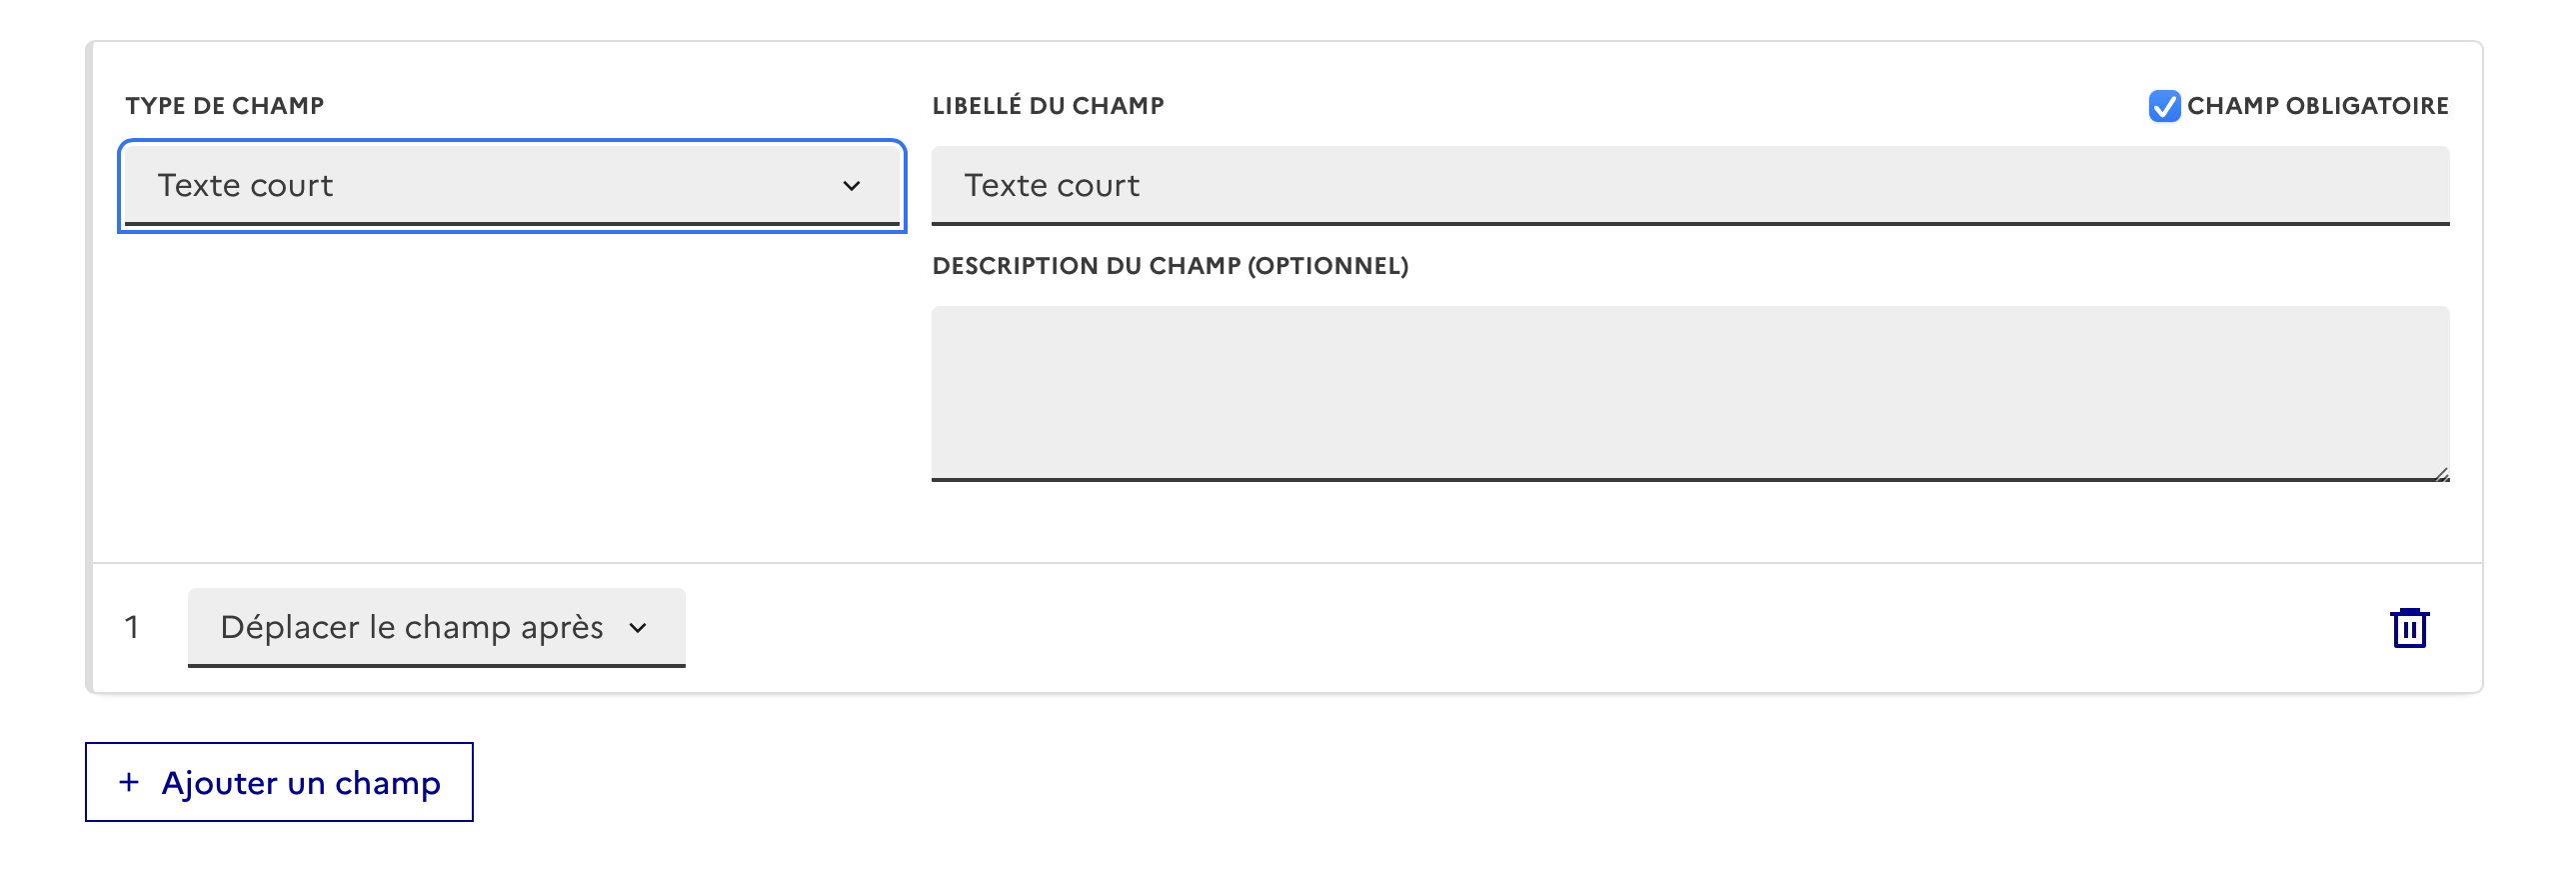 TYPE DE CHAMP
Texte court
LIBELLÉ DU CHAMP
CHAMP OBLIGATOIRE
Texte court
DESCRIPTION DU CHAMP (OPTIONNEL)
1
Déplacer le champ après
+ Ajouter un champ